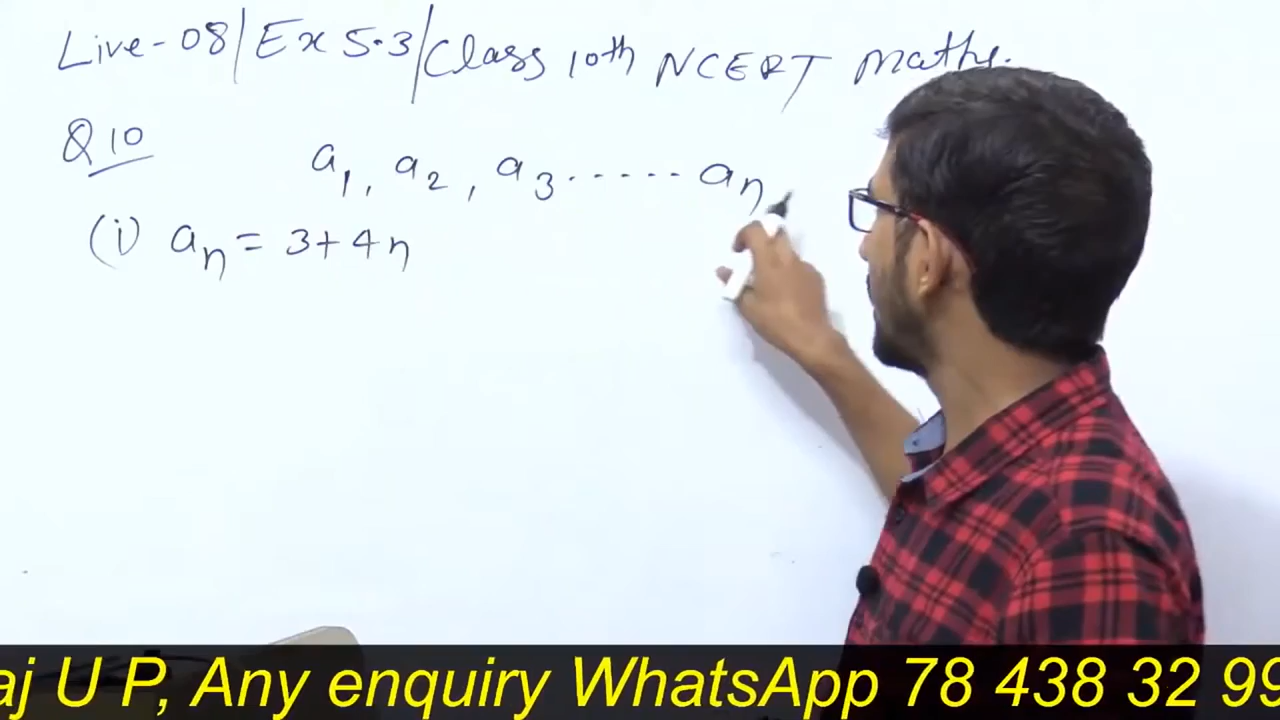 Live-08/Ex 5.3/Class 10th NCERT Maths.
Q 10
a1, a2, a3......an
(i) an = 3+4n
aj U P, Any enquiry WhatsApp 78 438 32 99